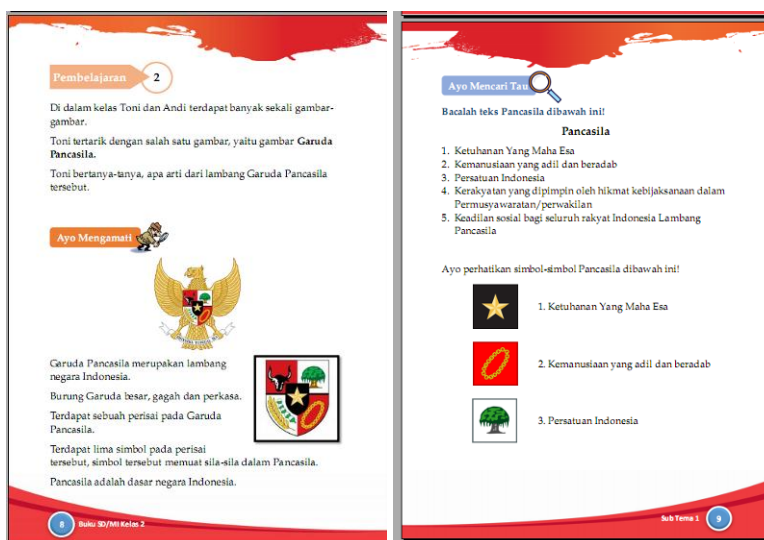 Pembelajaran 2
Di dalam kelas Toni dan Andi terdapat banyak sekali gambar-
gambar.
Toni tertarik dengan salah satu gambar, yaitu gambar Garuda
Pancasila.
Toni bertanya-tanya, apa arti dari lambang Garuda Pancasila
tersebut.
Ayo Mengamati
Garuda Pancasila merupakan lambang
negara Indonesia.
Burung Garuda besar, gagah dan perkasa.
Terdapat sebuah perisai pada Garuda
Pancasila.
Terdapat lima simbol pada perisai
tersebut, simbol tersebut memuat sila-sila dalam Pancasila.
Pancasila adalah dasar negara Indonesia.
8 Buku SD/MI Kelas 2
Ayo Mencari Tau
Bacalah teks Pancasila dibawah ini!
Pancasila
1. Ketuhanan Yang Maha Esa
2. Kemanusiaan yang adil dan beradab
3. Persatuan Indonesia
4. Kerakyatan yang dipimpin oleh hikmat kebijaksanaan dalam
Permusyawaratan/perwakilan
5. Keadilan sosial bagi seluruh rakyat Indonesia Lambang
Pancasila
Ayo perhatikan simbol-simbol Pancasila dibawah ini!
1. Ketuhanan Yang Maha Esa
2. Kemanusiaan yang adil dan beradab
3. Persatuan Indonesia
Sub Tema 1 9